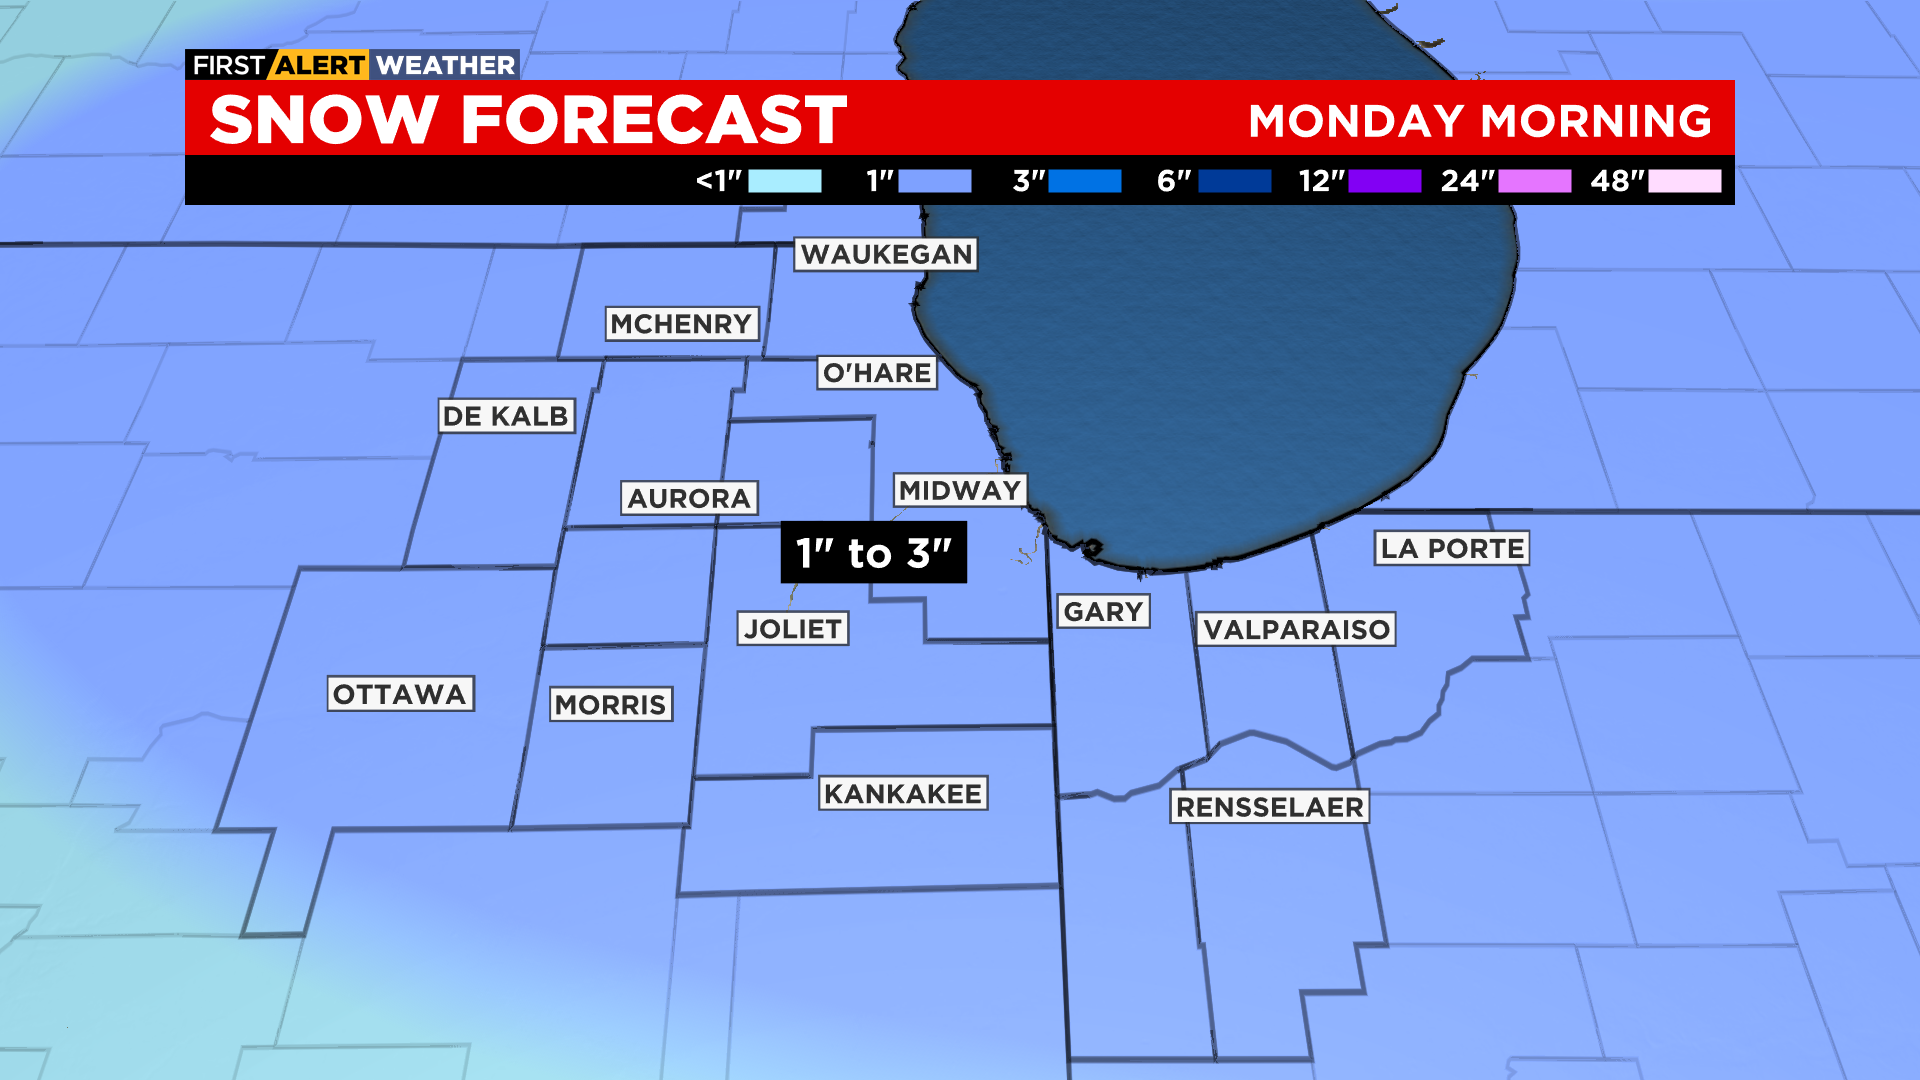 FIRST ALERT WEATHER
SNOW FORECAST
MONDAY MORNING
<1" 1" 3" 6" 12" 24" 48"
WAUKEGAN
MCHENRY
O'HARE
DE KALB
MIDWAY
AURORA
1" to 3"
LA PORTE
GARY
JOLIET
VALPARAISO
OTTAWA
MORRIS
KANKAKEE
RENSSELAER